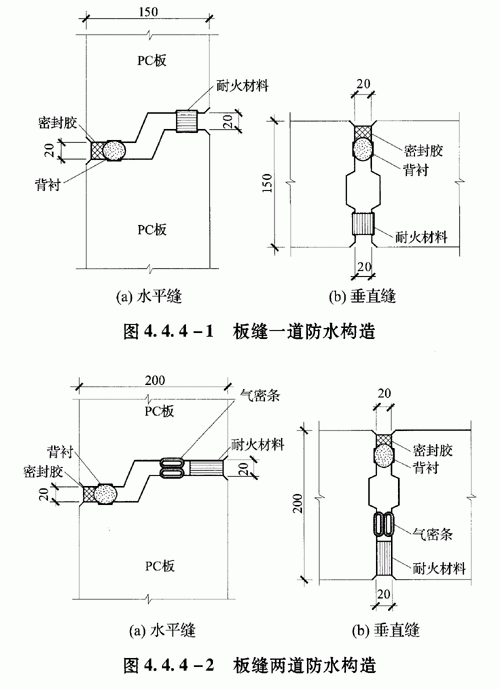 150
PC板
耐火材料
20
密封胶
20
20
背衬
密封胶
背衬
150
PC板
耐火材料
20
(a) 水平缝
(b) 垂直缝
图 4.4.4-1 板缝一道防水构造
200
气密条
PC板
20
背衬
耐火材料
密封胶
密封胶
背衬
20
20
200
气密条
PC板
耐火材料
20
(a) 水平缝
(b) 垂直缝
图 4.4.4-2 板缝两道防水构造